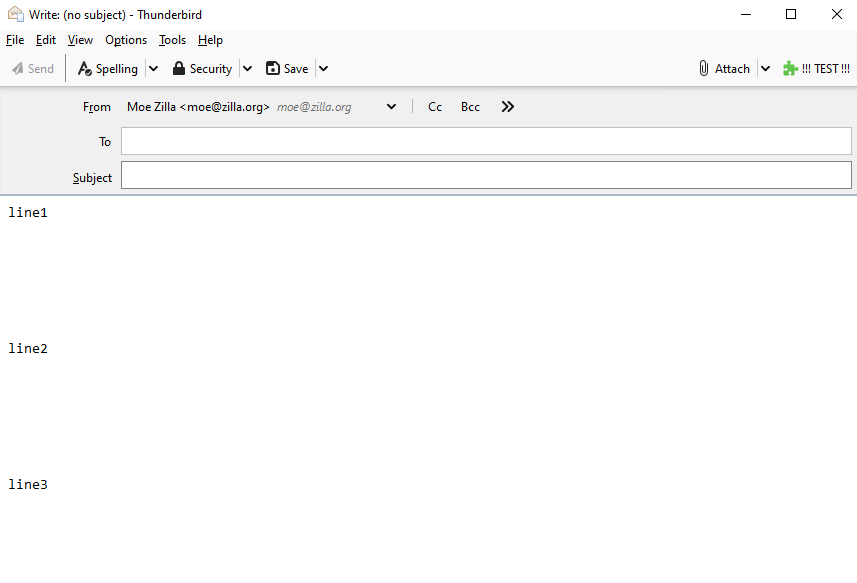 Write: (no subject) - Thunderbird
File Edit View Options Tools Help
Send Spelling Security Save Attach !!! TEST !!!
From Moe Zilla <moe@zilla.org> moe@zilla.org Cc Bcc
To
Subject
line1
line2
line3